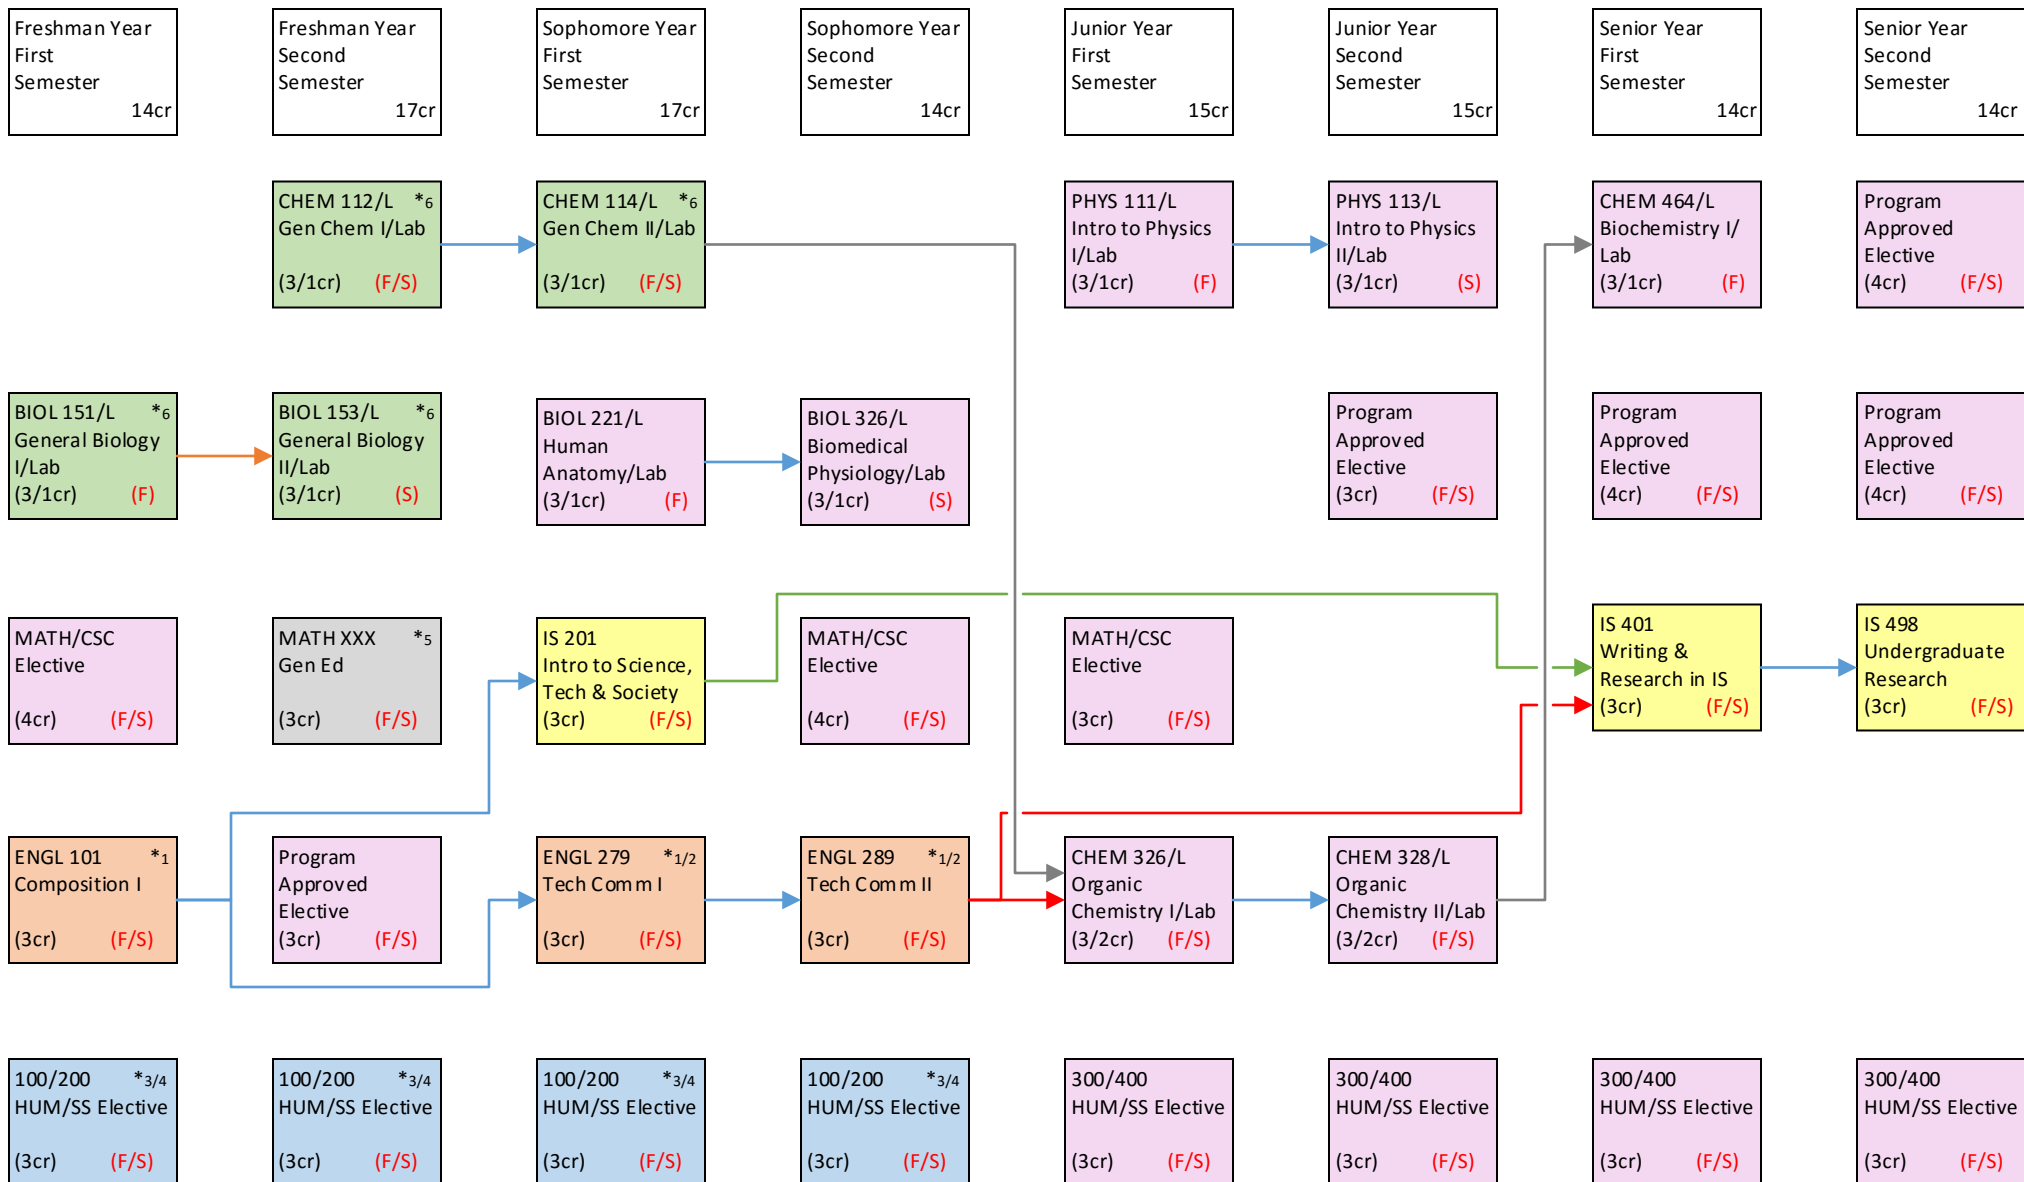 Freshman Year
First
Semester
14cr
Freshman Year
Second
Semester
17cr
Sophomore Year
First
Semester
17cr
Sophomore Year
Second
Semester
14cr
Junior Year
First
Semester
15cr
Junior Year
Second
Semester
15cr
Senior Year
First
Semester
14cr
Senior Year
Second
Semester
14cr
CHEM 112/L *6
Gen Chem I/Lab
(3/1cr) (F/S)
CHEM 114/L *6
Gen Chem II/Lab
(3/1cr) (F/S)
PHYS 111/L
Intro to Physics
I/Lab
(3/1cr) (F)
PHYS 113/L
Intro to Physics
II/Lab
(3/1cr) (S)
CHEM 464/L
Biochemistry I/
Lab
(3/1cr) (F)
Program
Approved
Elective
(4cr) (F/S)
BIOL 151/L *6
General Biology
I/Lab
(3/1cr) (F)
BIOL 153/L *6
General Biology
II/Lab
(3/1cr) (S)
BIOL 221/L
Human
Anatomy/Lab
(3/1cr) (F)
BIOL 326/L
Biomedical
Physiology/Lab
(3/1cr) (S)
Program
Approved
Elective
(3cr) (F/S)
Program
Approved
Elective
(4cr) (F/S)
Program
Approved
Elective
(4cr) (F/S)
MATH/CSC
Elective
(4cr) (F/S)
MATH XXX *5
Gen Ed
(3cr) (F/S)
IS 201
Intro to Science,
Tech & Society
(3cr) (F/S)
MATH/CSC
Elective
(4cr) (F/S)
MATH/CSC
Elective
(3cr) (F/S)
IS 401
Writing &
Research in IS
(3cr) (F/S)
IS 498
Undergraduate
Research
(3cr) (F/S)
ENGL 101 *1
Composition I
(3cr) (F/S)
Program
Approved
Elective
(3cr) (F/S)
ENGL 279 *1/2
Tech Comm I
(3cr) (F/S)
ENGL 289 *1/2
Tech Comm II
(3cr) (F/S)
CHEM 326/L
Organic
Chemistry I/Lab
(3/2cr) (F/S)
CHEM 328/L
Organic
Chemistry II/Lab
(3/2cr) (F/S)
100/200 *3/4
HUM/SS Elective
(3cr) (F/S)
100/200 *3/4
HUM/SS Elective
(3cr) (F/S)
100/200 *3/4
HUM/SS Elective
(3cr) (F/S)
100/200 *3/4
HUM/SS Elective
(3cr) (F/S)
300/400
HUM/SS Elective
(3cr) (F/S)
300/400
HUM/SS Elective
(3cr) (F/S)
300/400
HUM/SS Elective
(3cr) (F/S)
300/400
HUM/SS Elective
(3cr) (F/S)